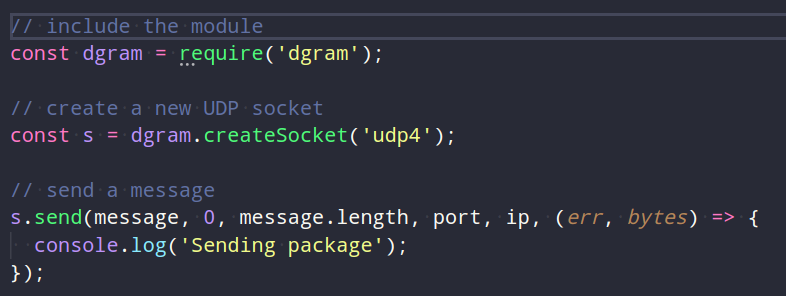 // include the module
const dgram = require('dgram');
// create a new UDP socket
const s = dgram.createSocket('udp4');
// send a message
s.send(message, 0, message.length, port, ip, (err, bytes) => {
  console.log('Sending package');
});